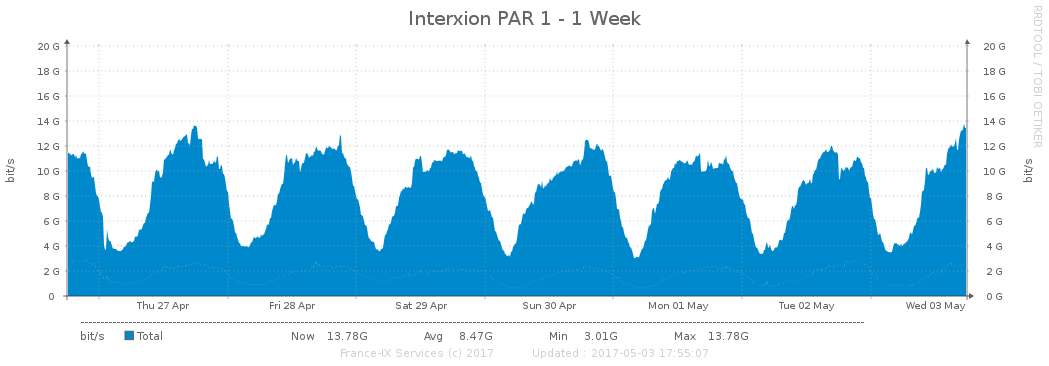 Interxion PAR 1 - 1 Week
RRDTOOL / TOBI OETIKER
20 G 20 G
18 G 18 G
16 G 16 G
14 G 14 G
12 G 12 G
10 G 10 G
8 G 8 G
6 G 6 G
4 G 4 G
2 G 2 G
0 0 G
bit/s
bit/s
Thu 27 Apr Fri 28 Apr Sat 29 Apr Sun 30 Apr Mon 01 May Tue 02 May Wed 03 May
bit/s Total Now 13.78G Avg 8.47G Min 3.01G Max 13.78G
France-IX Services (c) 2017 Updated : 2017-05-03 17:55:07